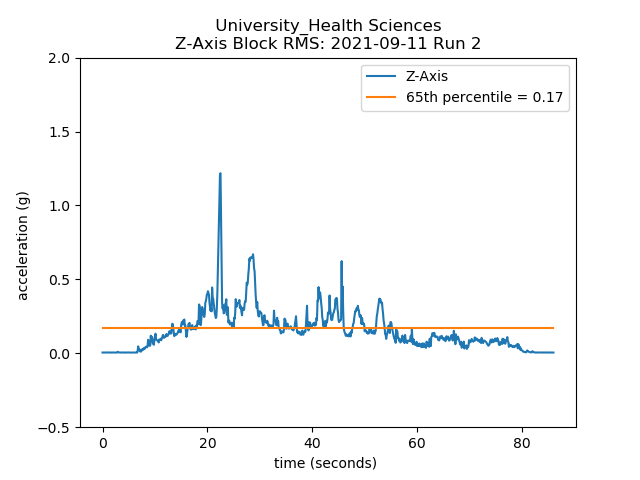 University_Health Sciences
Z-Axis Block RMS: 2021-09-11 Run 2
2.0
Z-Axis
65th percentile = 0.17
1.5
1.0
0.5
0.0
−0.5
acceleration (g)
0 20 40 60 80
time (seconds)